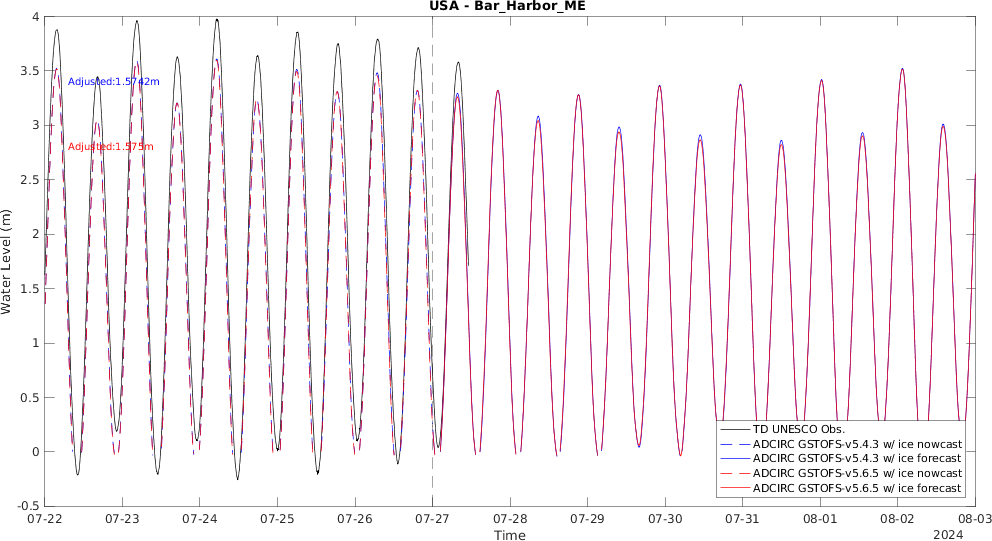 USA - Bar_Harbor_ME
4
3.5
3
2.5
2
1.5
1
0.5
0
-0.5
Water Level (m)
Adjusted:1.5742m
Adjusted:1.575m
TD UNESCO Obs.
ADCIRC GSTOFS-v5.4.3 w/ ice nowcast
ADCIRC GSTOFS-v5.4.3 w/ ice forecast
ADCIRC GSTOFS-v5.6.5 w/ ice nowcast
ADCIRC GSTOFS-v5.6.5 w/ ice forecast
07-22 07-23 07-24 07-25 07-26 07-27 07-28 07-29 07-30 07-31 08-01 08-02 08-03
Time
2024